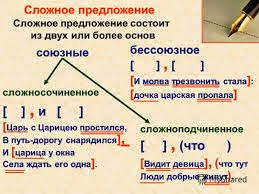 Сложное предложение
Сложное предложение состоит
из двух или более основ
союзные
бессоюзное
[ ] , [ ]
[И молва трезвонить стала:]
[дочка царская пропала]
сложносочиненное
[ ] , и [ ]
[Царь с Царицею простился,
В путь-дорогу снарядился],
И [царица у окна
Села ждать его одна].
сложноподчиненное
[ ] , (что )
[Видит девица], (что тут
Люди добрые живут)
MyShared